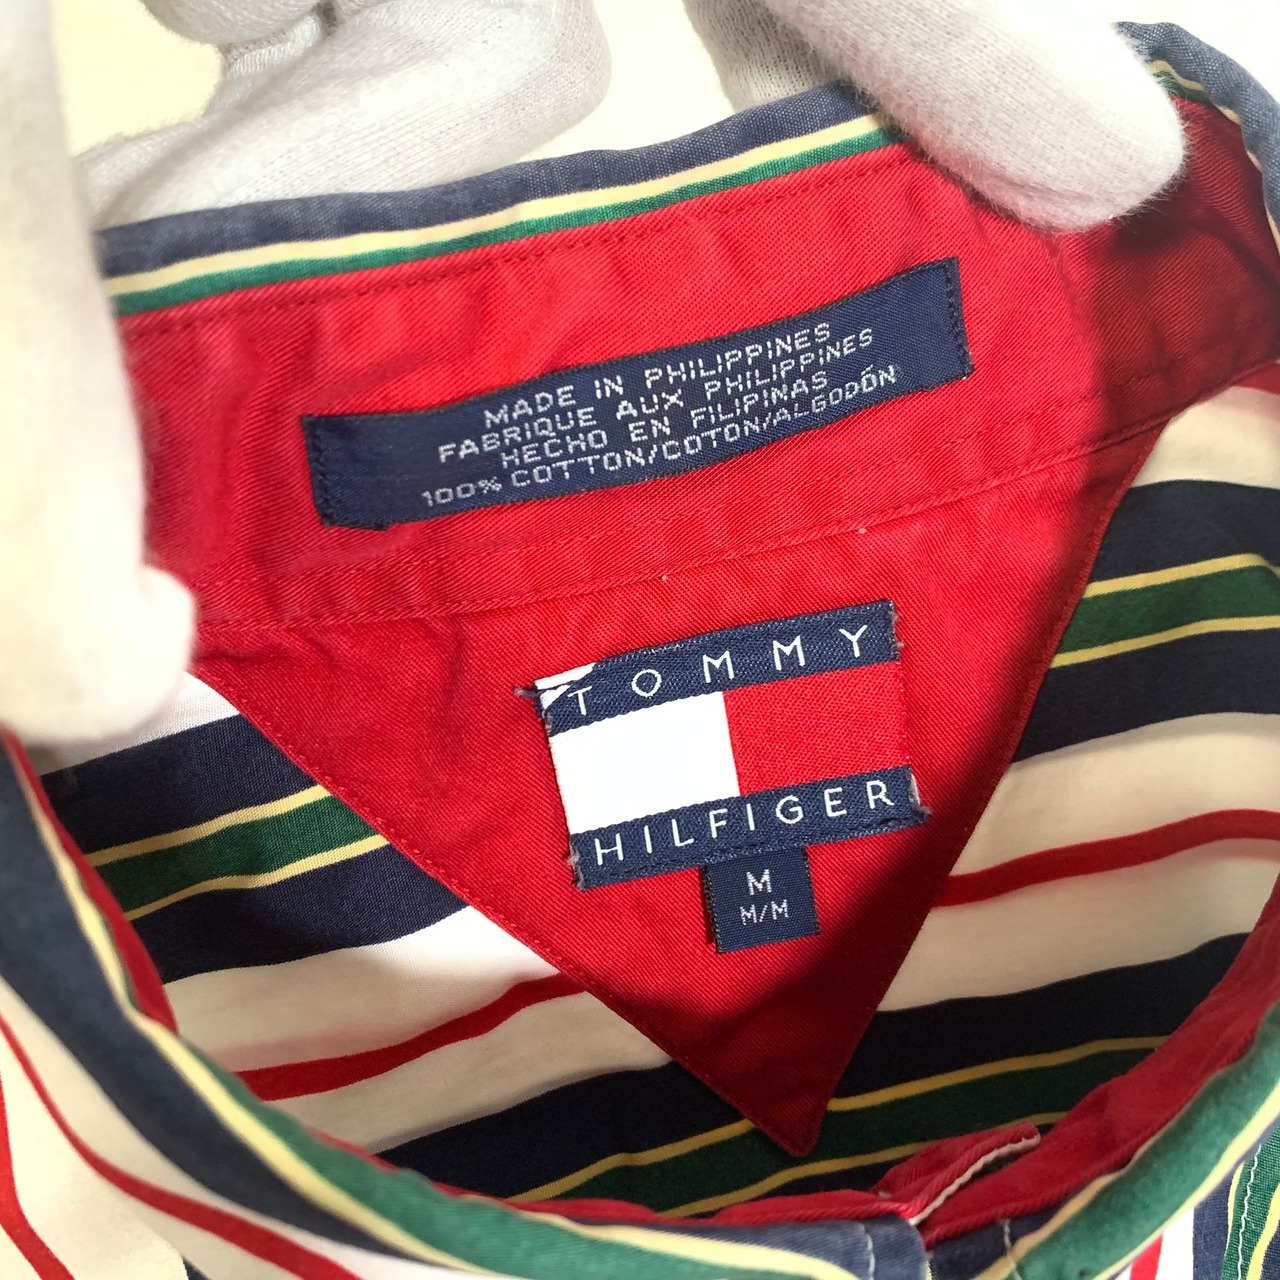 MADE IN PHILIPPINES
FABRIQUE AUX PHILIPPINES
HECHO EN FILIPINAS
100% COTTON/COTON/ALGODÓN
TOMMY
HILFIGER
M
M/M